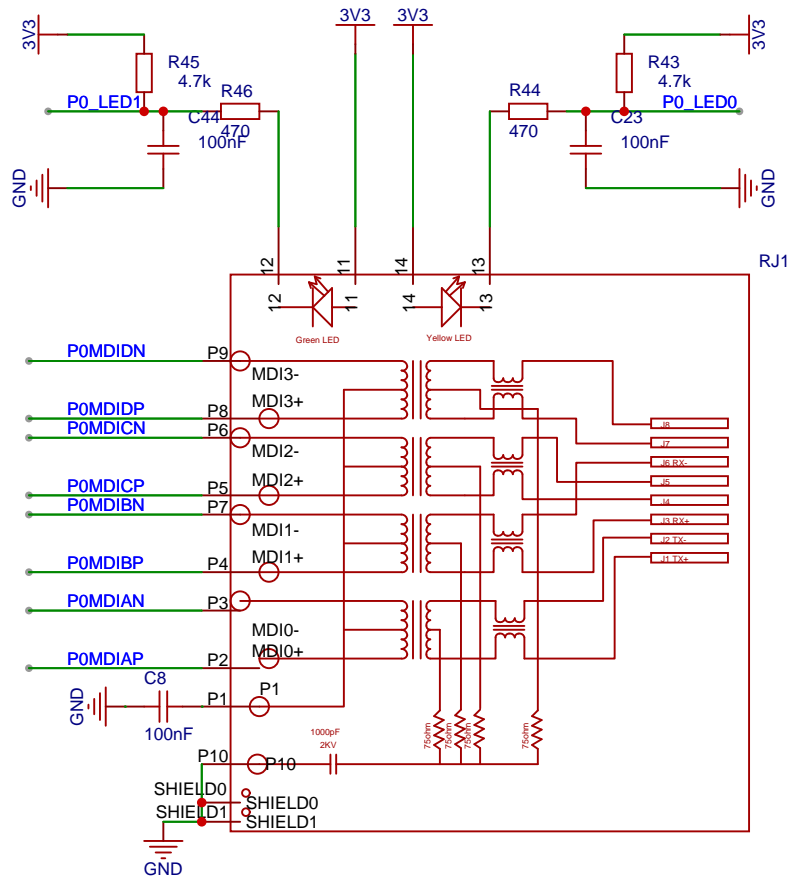 3V3
3V3
3V3
3V3
R45
4.7k
R43
4.7k
P0_LED1
R46
R44
P0_LED0
C44
470
100nF
470
C23
100nF
GND
GND
RJ1
12
11
14
13
12
11
14
13
Green LED
Yellow LED
P0MDIDN
P9
MDI3-
P0MDIDP
P8
MDI3+
P0MDICN
P6
MDI2-
P0MDICP
P5
MDI2+
P0MDIBN
P7
MDI1-
P0MDIBP
P4
MDI1+
P0MDIAN
P3
MDI0-
P0MDIAP
P2
MDI0+
J8
J7
J6 RX-
J5
J4
J3 RX+
J2 TX-
J1 TX+
C8
100nF
GND
P1
P1
1000pF
2KV
75ohm
75ohm
75ohm
75ohm
P10
P10
SHIELD0
SHIELD0
SHIELD1
SHIELD1
GND